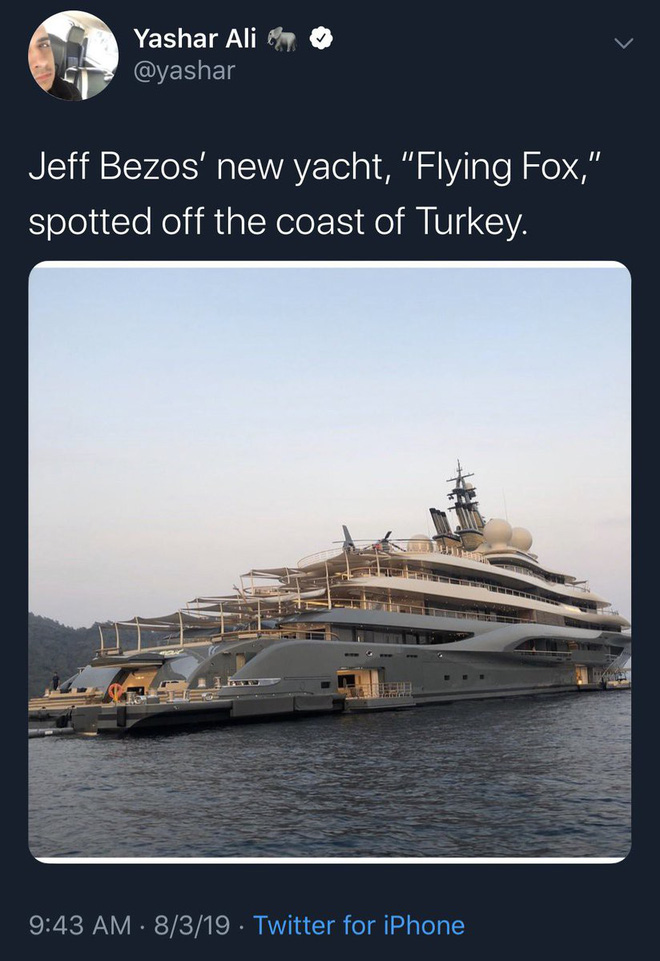 Yashar Ali 🐘
@yashar
Jeff Bezos’ new yacht, “Flying Fox,”
spotted off the coast of Turkey.
9:43 AM · 8/3/19 · Twitter for iPhone